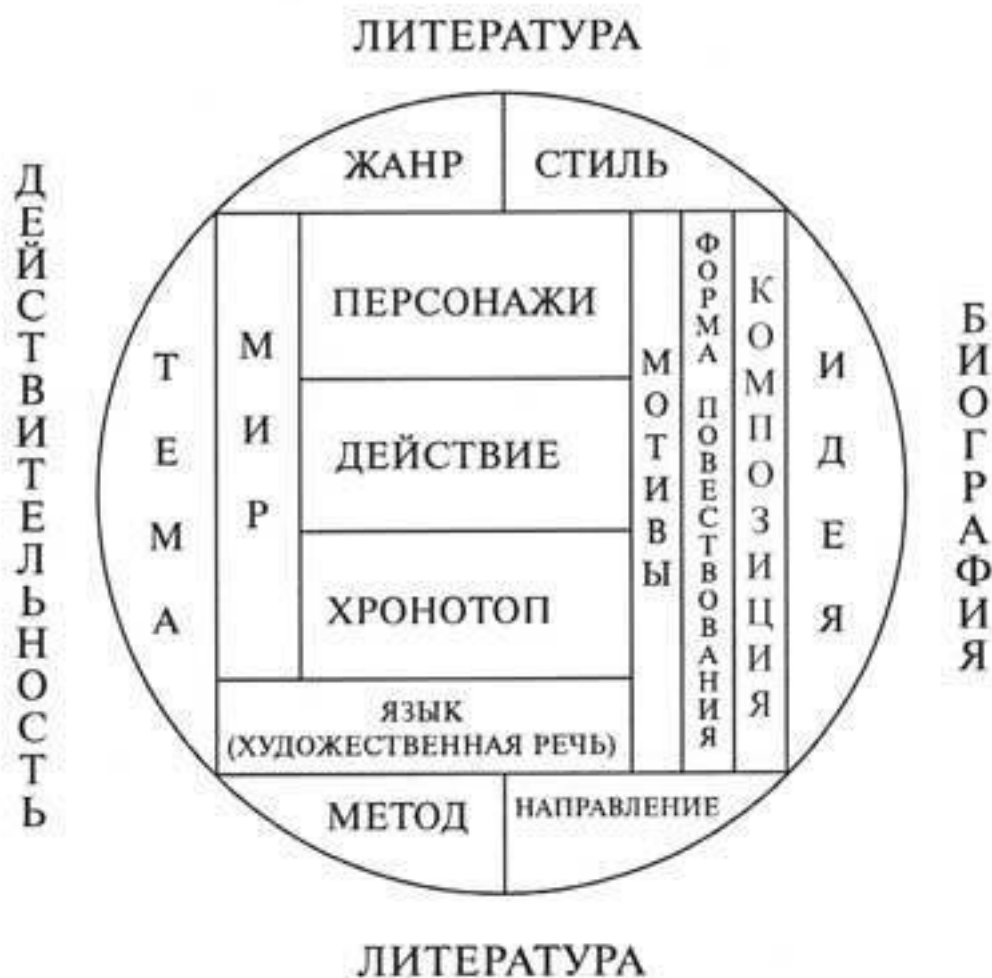 ЛИТЕРАТУРА
ЖАНР
СТИЛЬ
ДЕЙСТВИТЕЛЬНОСТЬ
ТЕМА
МИР
ПЕРСОНАЖИ
ДЕЙСТВИЕ
ХРОНОТОП
ЯЗЫК
(ХУДОЖЕСТВЕННАЯ РЕЧЬ)
МОТИВЫ
ФОРМА ПОВЕСТВОВАНИЯ
КОМПОЗИЦИЯ
ИДЕЯ
БИОГРАФИЯ
МЕТОД
НАПРАВЛЕНИЕ
ЛИТЕРАТУРА